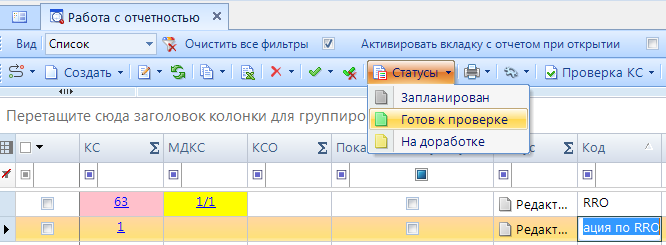 Работа с отчетностью
Вид Список Очистить все фильтры Активировать вкладку с отчетом при открытии
Создать Статусы Проверка КС
Запланирован
Готов к проверке
На доработке
Перетащите сюда заголовок колонки для группиро
КС Σ МДКС Σ КСО Σ Пока Σ Код
63 1/1 Редакт... RRO
1 Редакт... ация по RRO